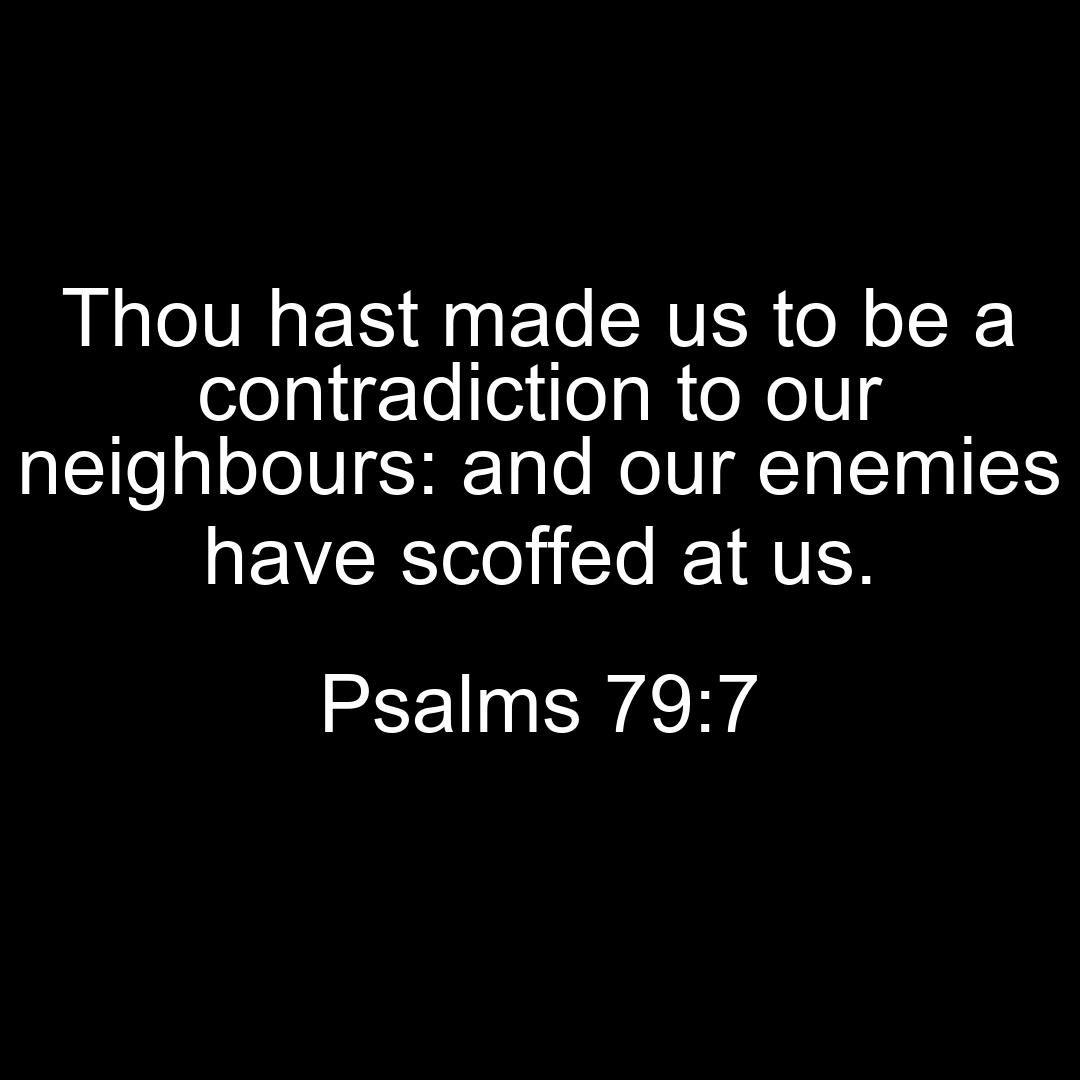 Thou hast made us to be a
contradiction to our
neighbours: and our enemies
have scoffed at us.
Psalms 79:7